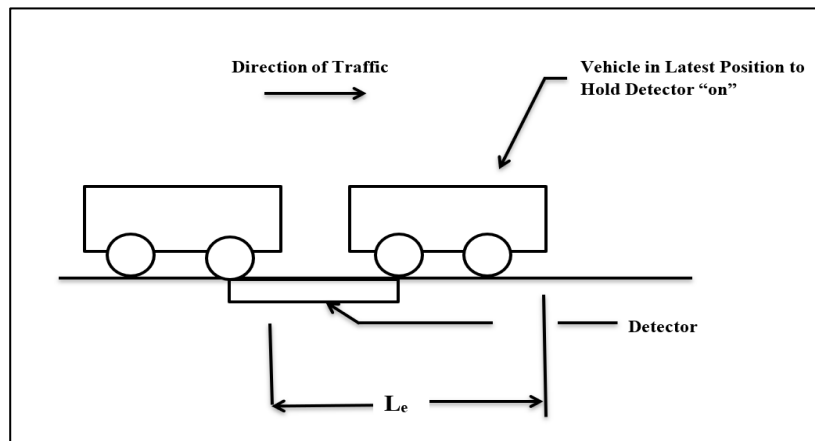 Direction of Traffic
Vehicle in Latest Position to
Hold Detector “on”
Detector
Le